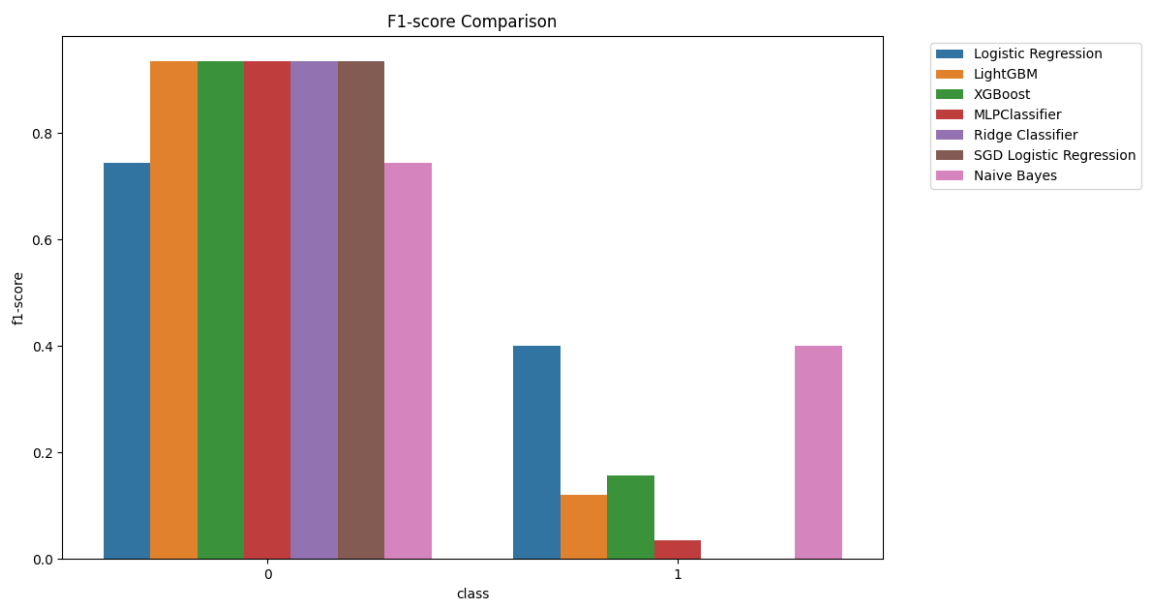 F1-score Comparison
f1-score
0.8
0.6
0.4
0.2
0.0
0
1
class
Logistic Regression
LightGBM
XGBoost
MLPClassifier
Ridge Classifier
SGD Logistic Regression
Naive Bayes